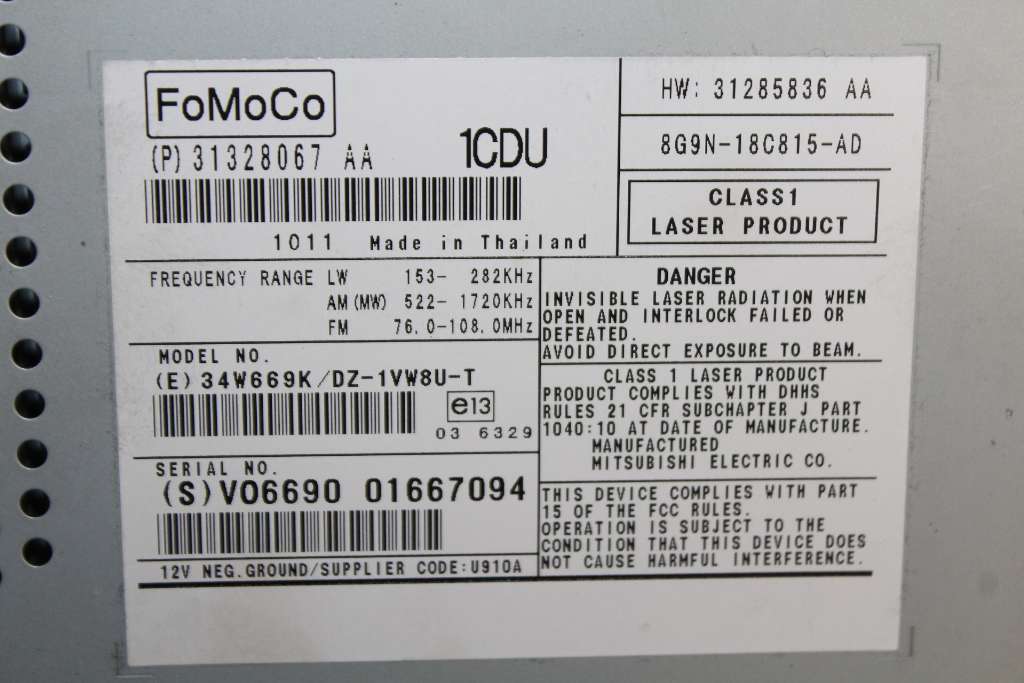 FoMoCo
(P) 31328067 AA 1CDU
1011 Made in Thailand
HW: 31285836 AA
8G9N-18C815-AD
CLASS1
LASER PRODUCT
FREQUENCY RANGE LW 153- 282KHz
AM(MW) 522- 1720KHz
FM 76.0-108.0MHz
MODEL NO.
(E) 34W669K/DZ-1VW8U-T
e13
03 6329
SERIAL NO.
(S)V06690 01667094
12V NEG.GROUND/SUPPLIER CODE:U910A
DANGER
INVISIBLE LASER RADIATION WHEN
OPEN AND INTERLOCK FAILED OR
DEFEATED.
AVOID DIRECT EXPOSURE TO BEAM.
CLASS 1 LASER PRODUCT
PRODUCT COMPLIES WITH DHHS
RULES 21 CFR SUBCHAPTER J PART
1040:10 AT DATE OF MANUFACTURE.
MANUFACTURED
MITSUBISHI ELECTRIC CO.
THIS DEVICE COMPLIES WITH PART
15 OF THE FCC RULES.
OPERATION IS SUBJECT TO THE
CONDITION THAT THIS DEVICE DOES
NOT CAUSE HARMFUL INTERFERENCE.